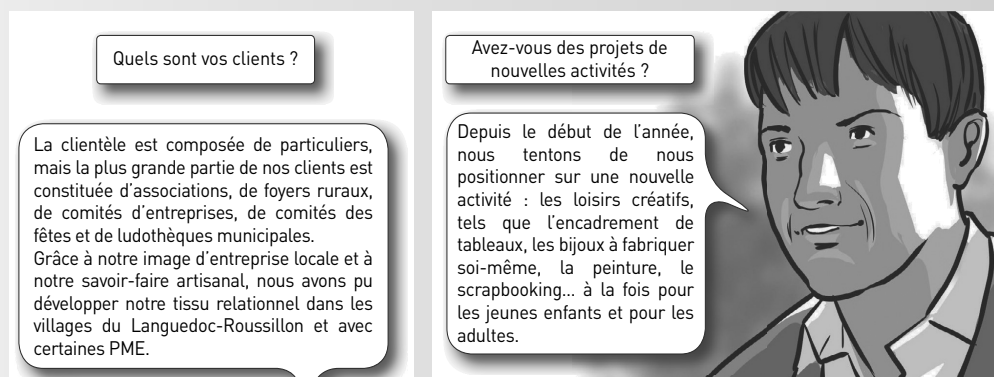 Quels sont vos clients ?
La clientèle est composée de particuliers,
mais la plus grande partie de nos clients est
constituée d'associations, de foyers ruraux,
de comités d'entreprises, de comités des
fêtes et de ludothèques municipales.
Grâce à notre image d'entreprise locale et à
notre savoir-faire artisanal, nous avons pu
développer notre tissu relationnel dans les
villages du Languedoc-Roussillon et avec
certaines PME.
Avez-vous des projets de
nouvelles activités ?
Depuis le début de l'année,
nous tentons de nous
positionner sur une nouvelle
activité : les loisirs créatifs,
tels que l'encadrement de
tableaux, les bijoux à fabriquer
soi-même, la peinture, le
scrapbooking... à la fois pour
les jeunes enfants et pour les
adultes.